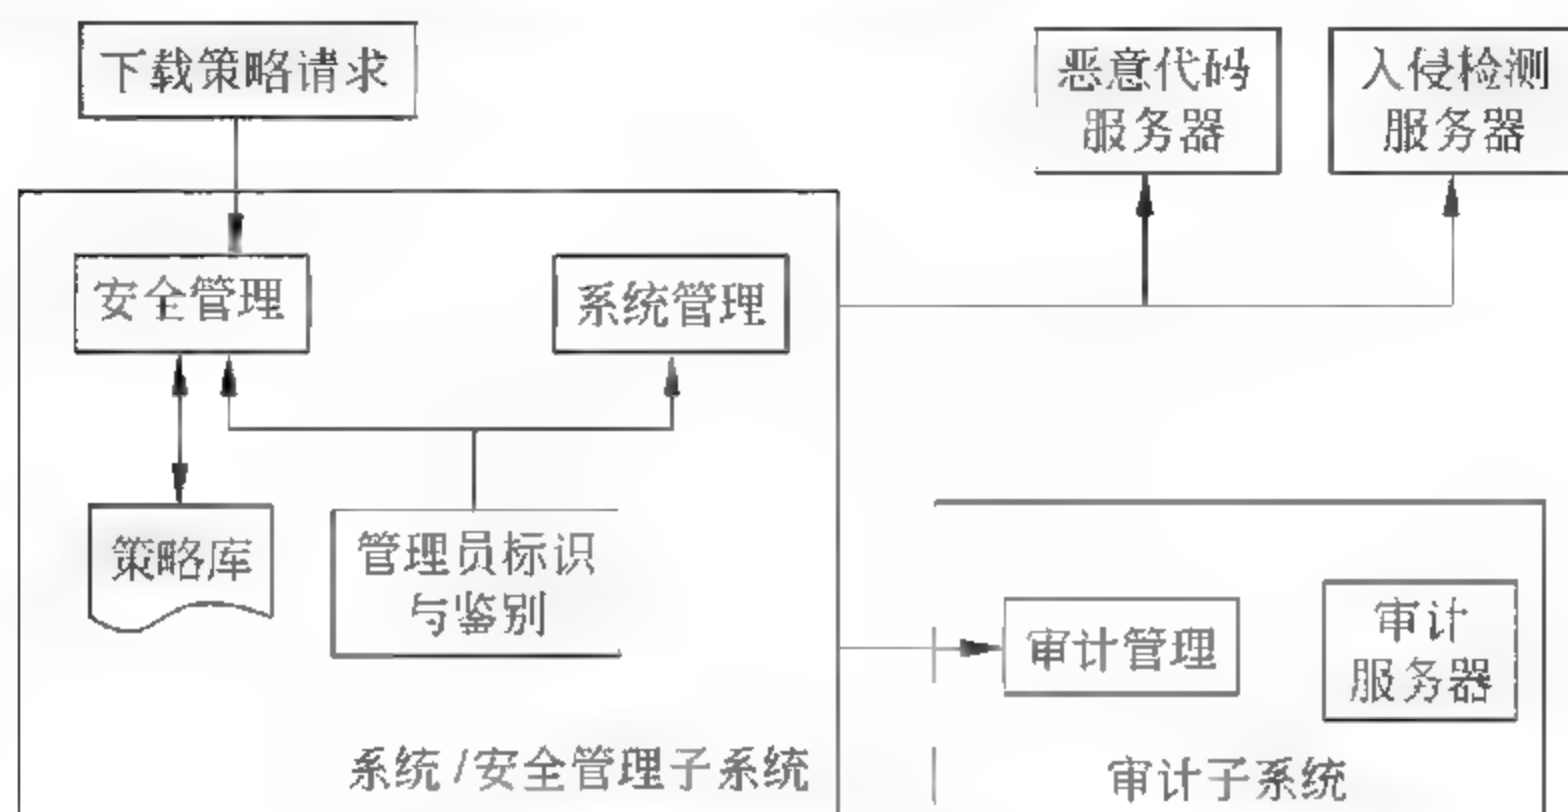 下载策略请求
恶意代码
服务器
入侵检测
服务器
安全管理
系统管理
策略库
管理员标识
与鉴别
审计管理
审计
服务器
系统/安全管理子系统
审计子系统